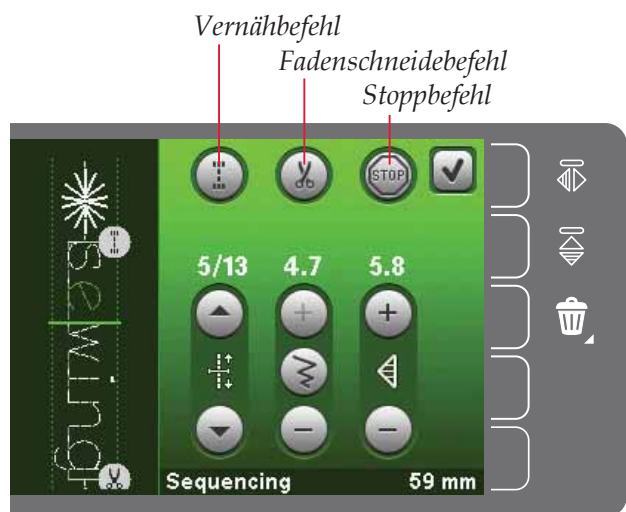 Vernähbefehl
Fadenschneidebefehl
Stoppbefehl
STOP
5/13 4.7 5.8
sewing
Sequencing 59 mm